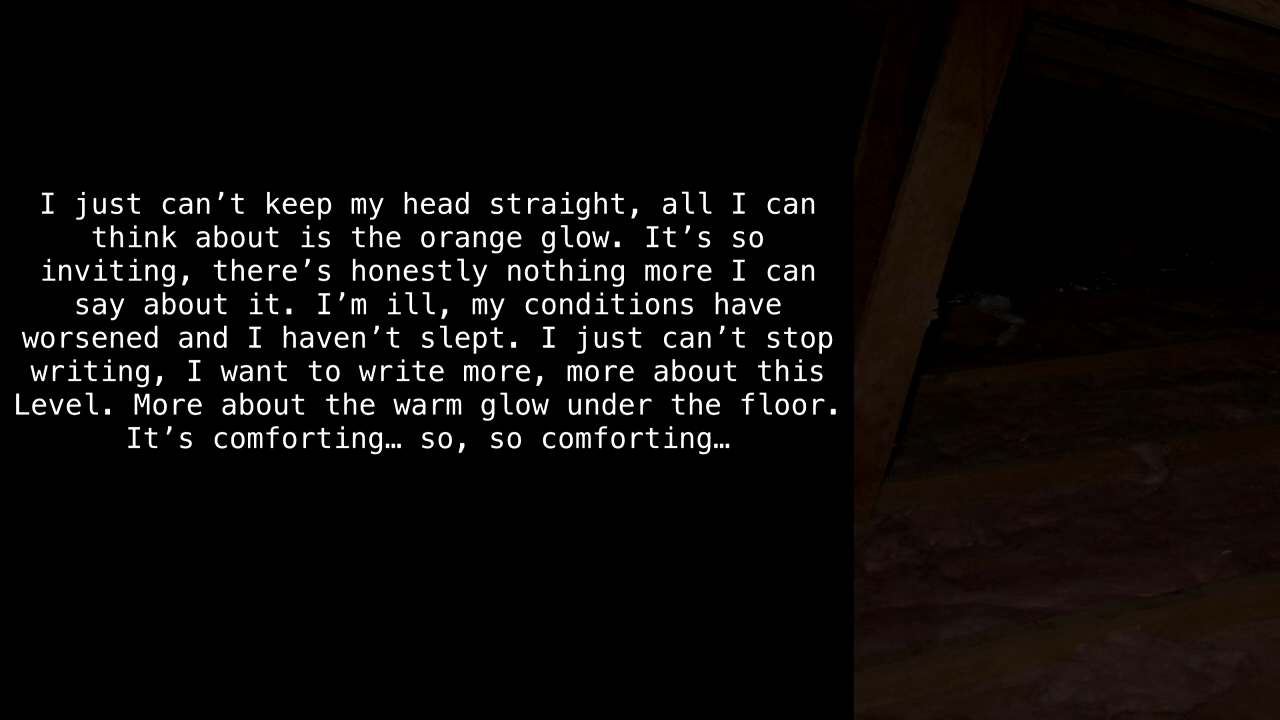 I just can’t keep my head straight, all I can
think about is the orange glow. It’s so
inviting, there’s honestly nothing more I can
say about it. I’m ill, my conditions have
worsened and I haven’t slept. I just can’t stop
writing, I want to write more, more about this
Level. More about the warm glow under the floor.
It’s comforting… so, so comforting…